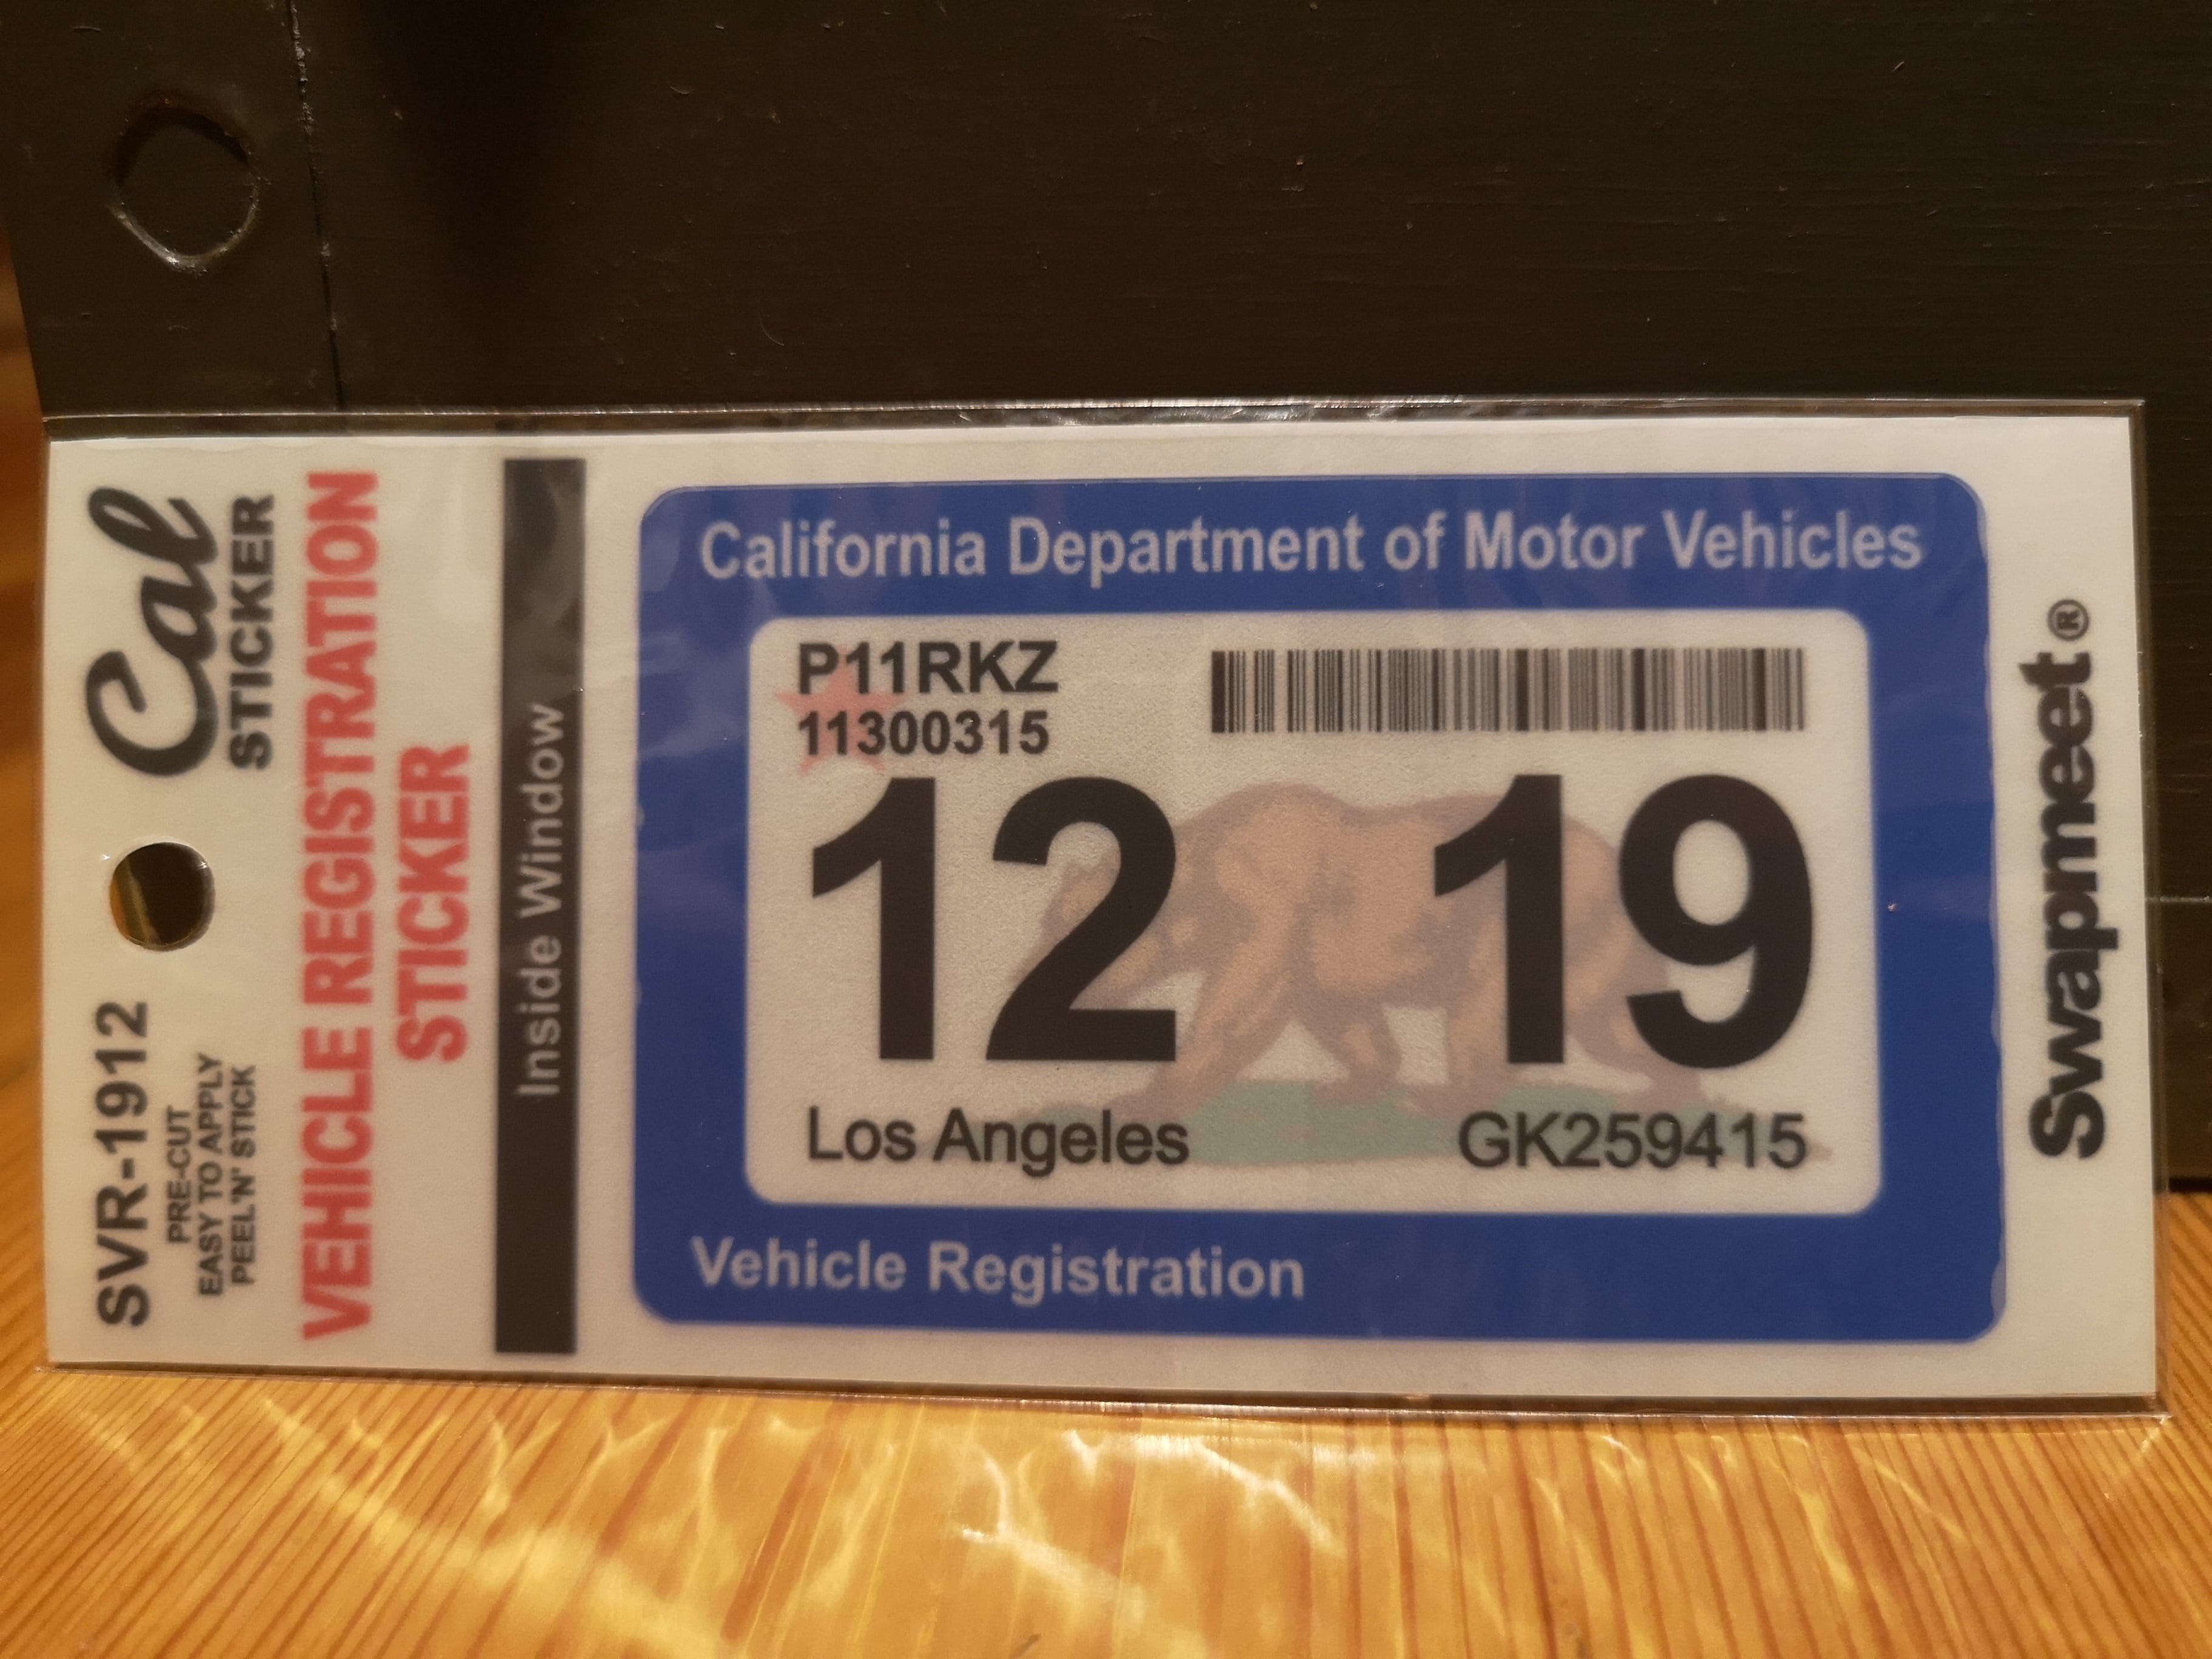 Cal
STICKER
SVR-1912
PRE-CUT
EASY TO APPLY
PEEL'N' STICK
VEHICLE REGISTRATION
STICKER
Inside Window
California Department of Motor Vehicles
P11RKZ
11300315
12 19
Los Angeles GK259415
Vehicle Registration
Swapmeet®